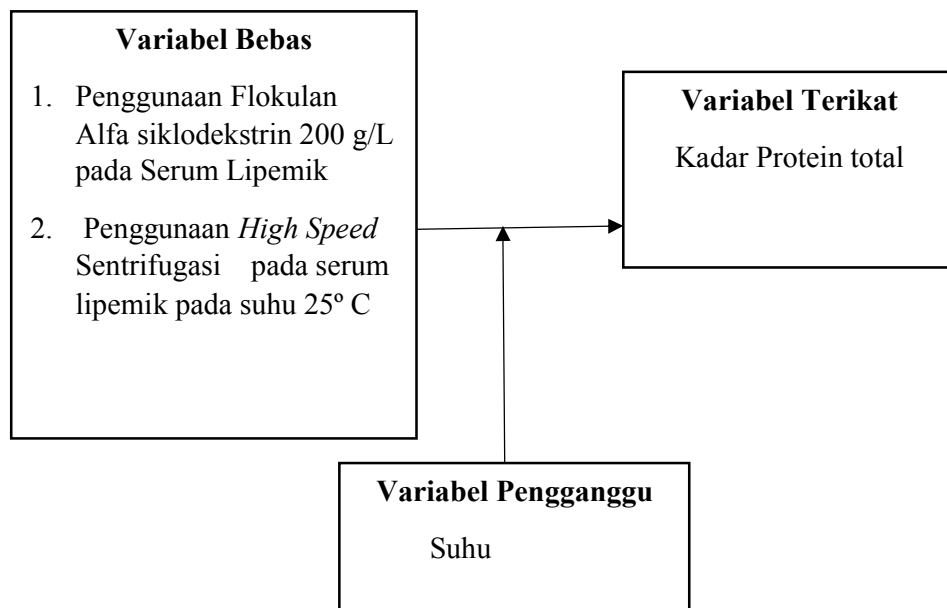 Variabel Bebas
1. Penggunaan Flokulan
Alfa siklodekstrin 200 g/L
pada Serum Lipemik
2. Penggunaan High Speed
Sentrifugasi pada serum
lipemik pada suhu 25º C
Variabel Terikat
Kadar Protein total
Variabel Pengganggu
Suhu